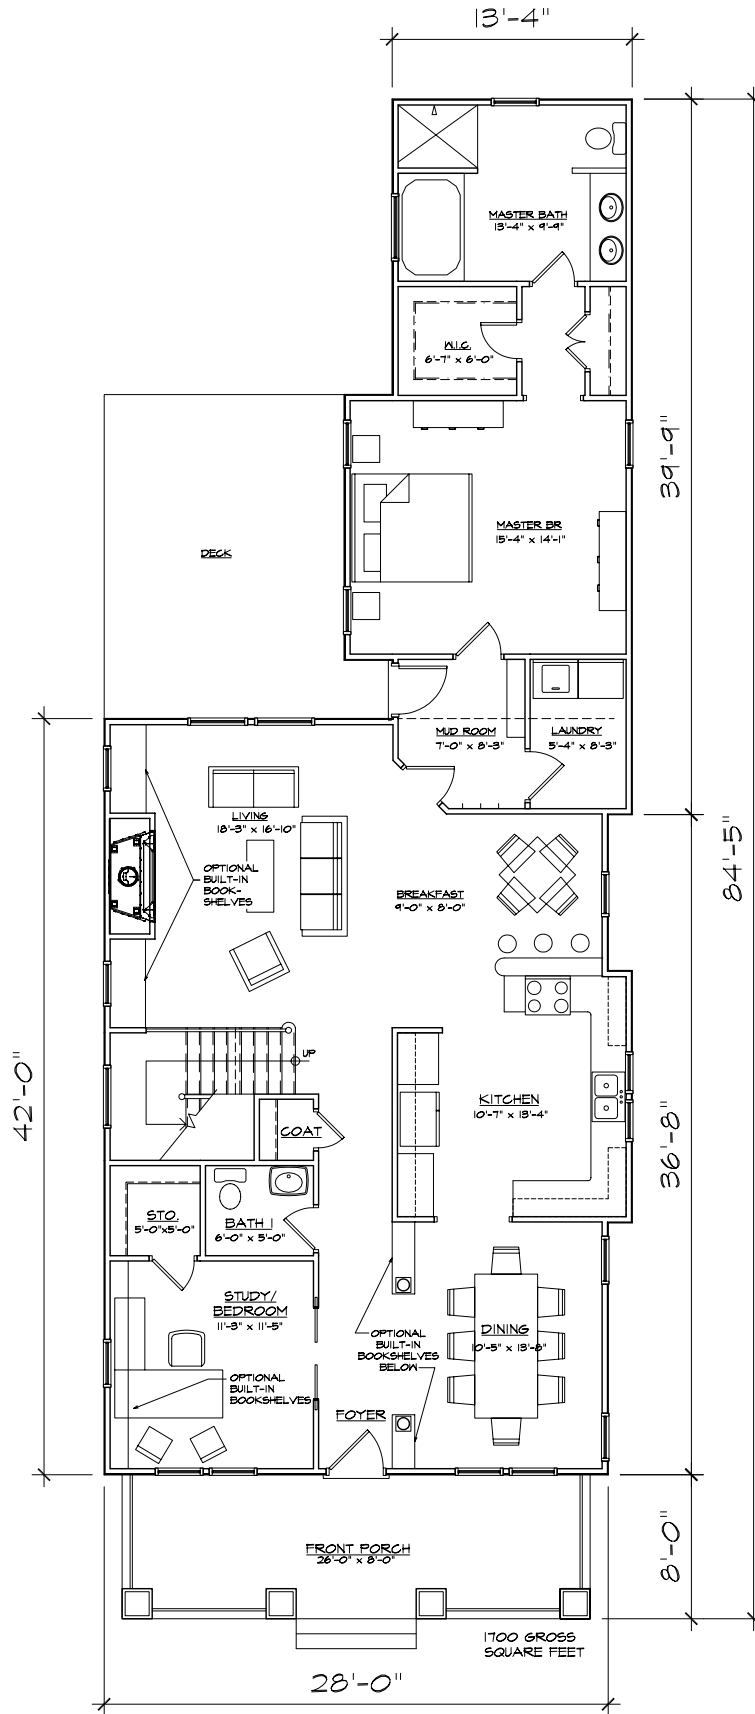 13'-4"
MASTER BATH
13'-4" x 9'-9"
W.I.C.
6'-7" x 6'-0"
39'-9"
MASTER BR
15'-4" x 14'-1"
DECK
MUD ROOM
7'-0" x 8'-3"
LAUNDRY
5'-4" x 8'-3"
LIVING
18'-3" x 16'-10"
84'-5"
OPTIONAL
BUILT-IN
BOOK-
SHELVES
BREAKFAST
9'-0" x 8'-0"
UP
42'-0"
KITCHEN
10'-7" x 13'-4"
36'-8"
COAT
STO.
5'-0"x5'-0"
BATH 1
6'-0" x 5'-0"
STUDY/
BEDROOM
11'-3" x 11'-5"
OPTIONAL
BUILT-IN
BOOKSHELVES
BELOW
DINING
10'-5" x 13'-8"
OPTIONAL
BUILT-IN
BOOKSHELVES
FOYER
FRONT PORCH
26'-0" x 8'-0"
8'-0"
1700 GROSS
SQUARE FEET
28'-0"